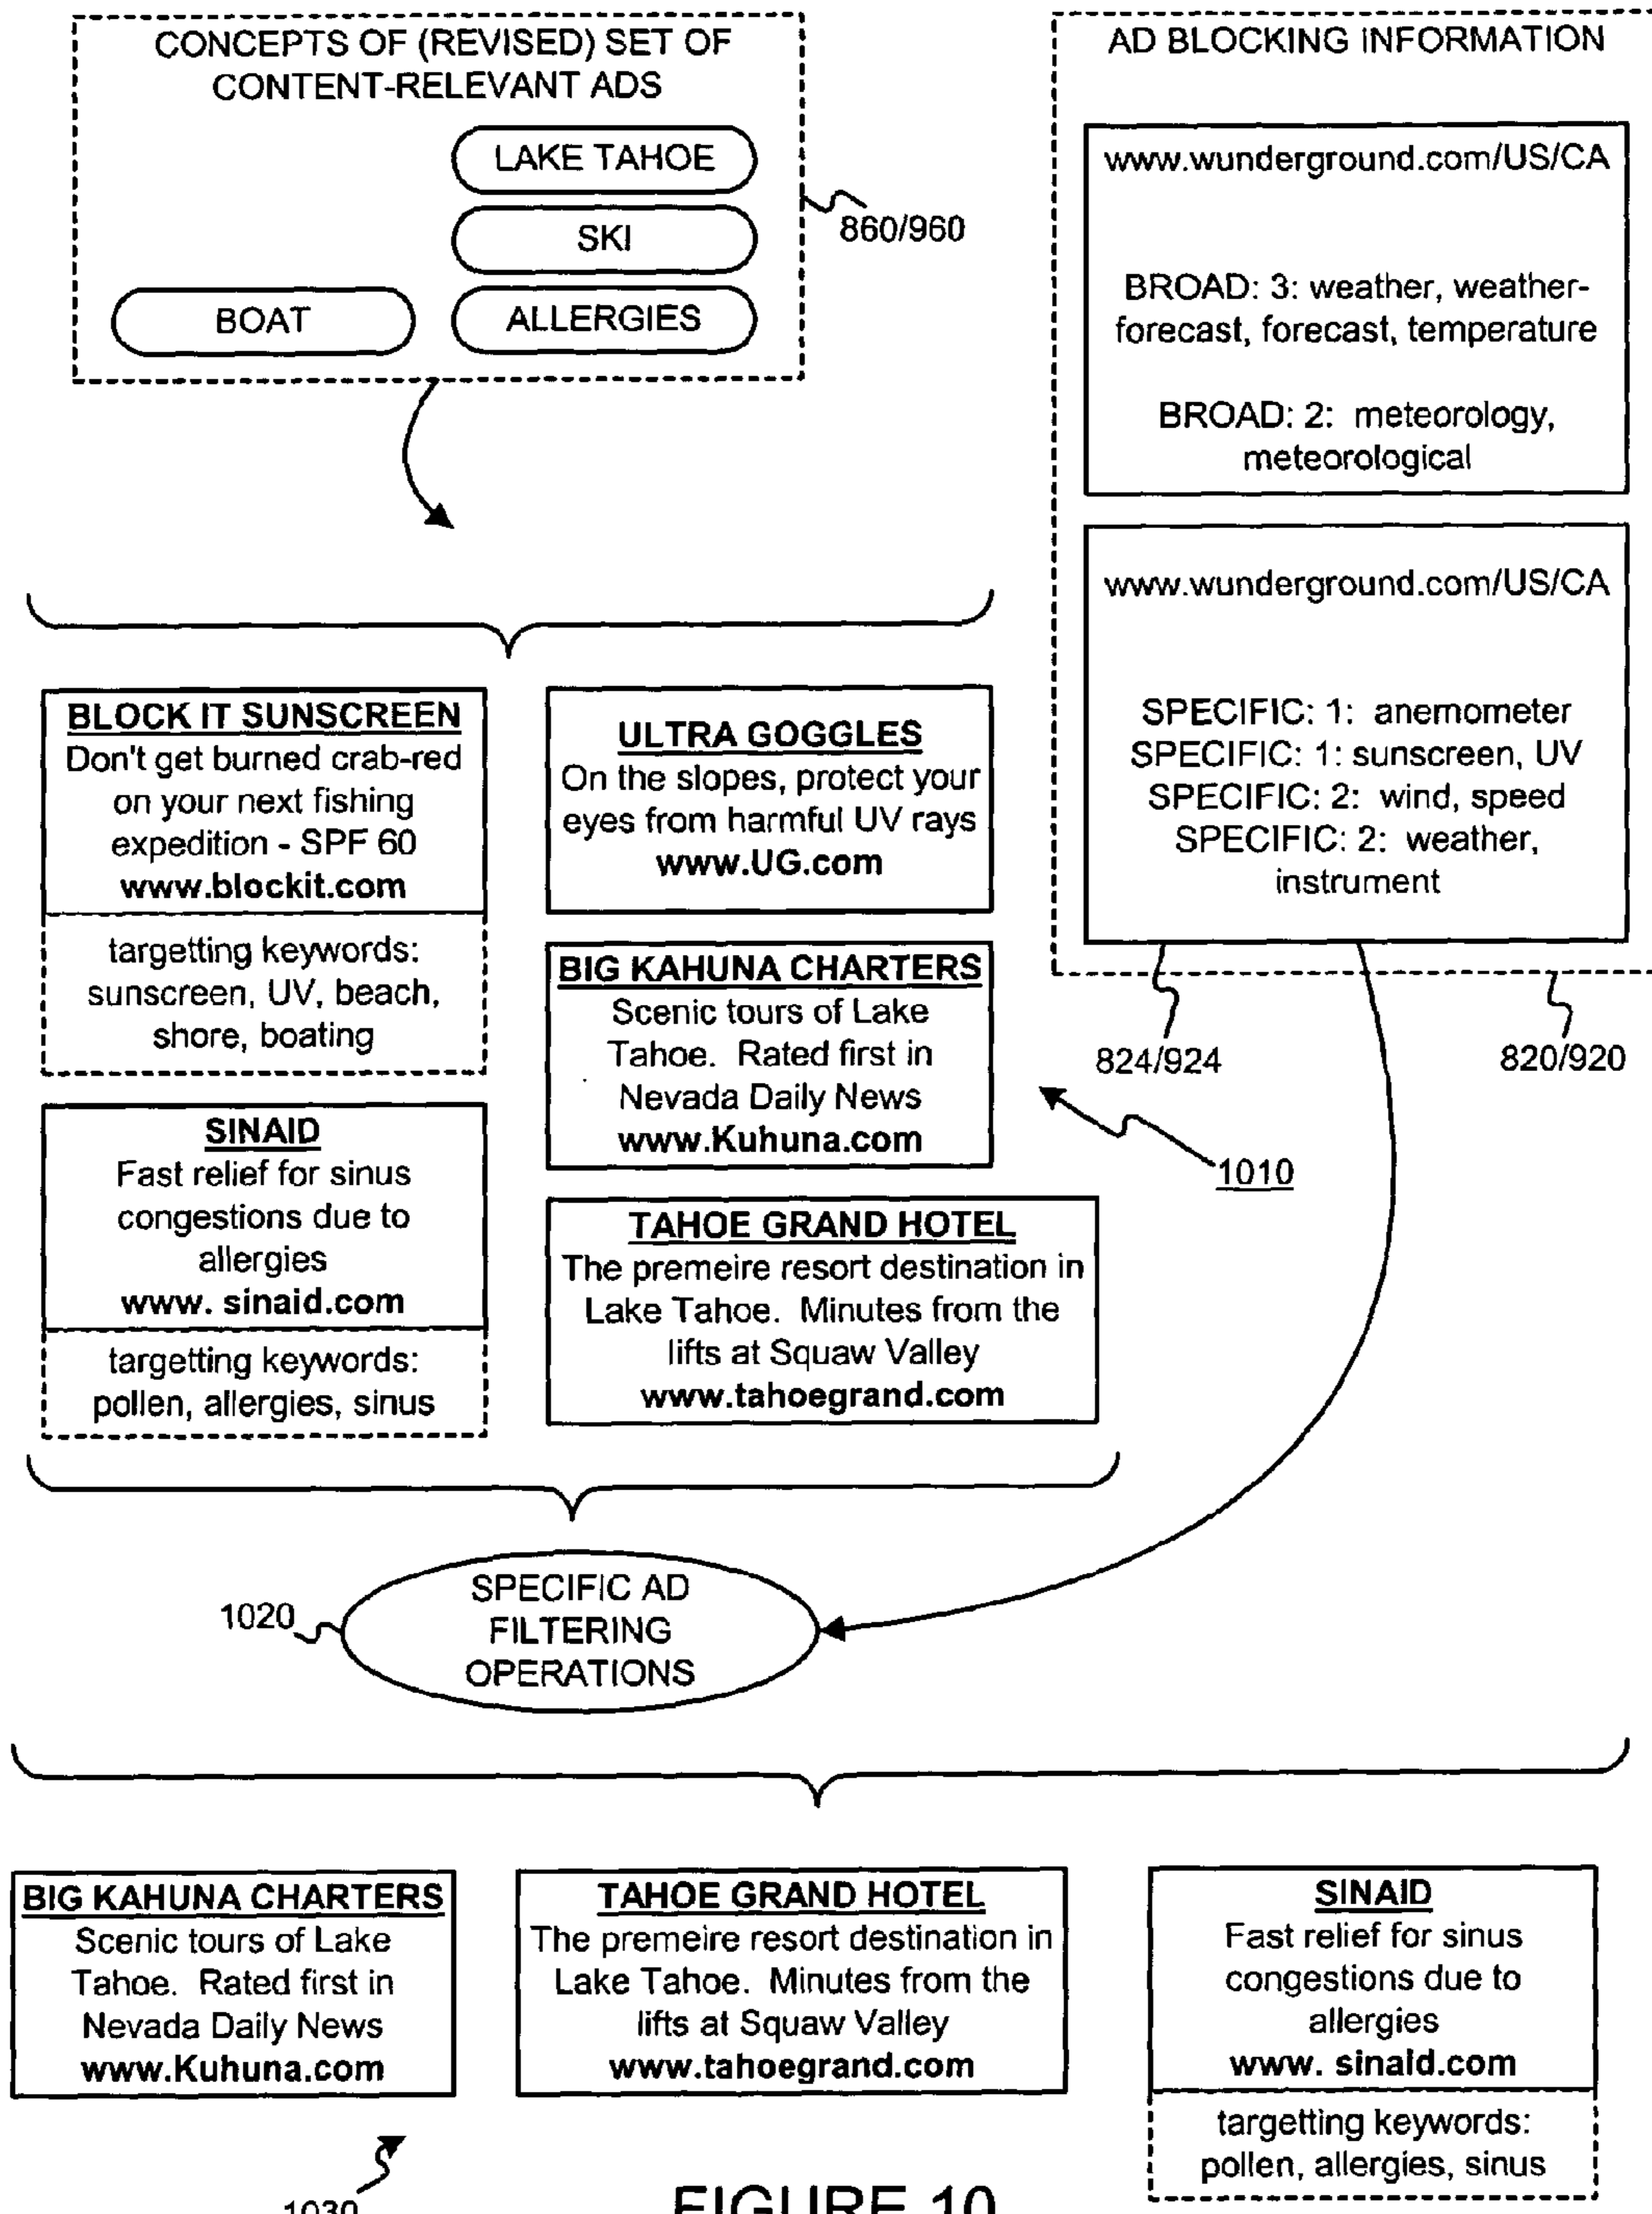 CONCEPTS OF (REVISED) SET OF
CONTENT-RELEVANT ADS
LAKE TAHOE
SKI
BOAT
ALLERGIES
860/960
AD BLOCKING INFORMATION
www.wunderground.com/US/CA
BROAD: 3: weather, weather-
forecast, forecast, temperature
BROAD: 2: meteorology,
meteorological
www.wunderground.com/US/CA
SPECIFIC: 1: anemometer
SPECIFIC: 1: sunscreen, UV
SPECIFIC: 2: wind, speed
SPECIFIC: 2: weather,
instrument
824/924
820/920
BLOCK IT SUNSCREEN
Don't get burned crab-red
on your next fishing
expedition - SPF 60
www.blockit.com
targetting keywords:
sunscreen, UV, beach,
shore, boating
ULTRA GOGGLES
On the slopes, protect your
eyes from harmful UV rays
www.UG.com
BIG KAHUNA CHARTERS
Scenic tours of Lake
Tahoe. Rated first in
Nevada Daily News
www.Kuhuna.com
1010
SINAID
Fast relief for sinus
congestions due to
allergies
www. sinaid.com
targetting keywords:
pollen, allergies, sinus
TAHOE GRAND HOTEL
The premeire resort destination in
Lake Tahoe. Minutes from the
lifts at Squaw Valley
www.tahoegrand.com
1020
SPECIFIC AD
FILTERING
OPERATIONS
BIG KAHUNA CHARTERS
Scenic tours of Lake
Tahoe. Rated first in
Nevada Daily News
www.Kuhuna.com
TAHOE GRAND HOTEL
The premeire resort destination in
Lake Tahoe. Minutes from the
lifts at Squaw Valley
www.tahoegrand.com
SINAID
Fast relief for sinus
congestions due to
allergies
www. sinaid.com
targetting keywords:
pollen, allergies, sinus
1030
FIGURE 10